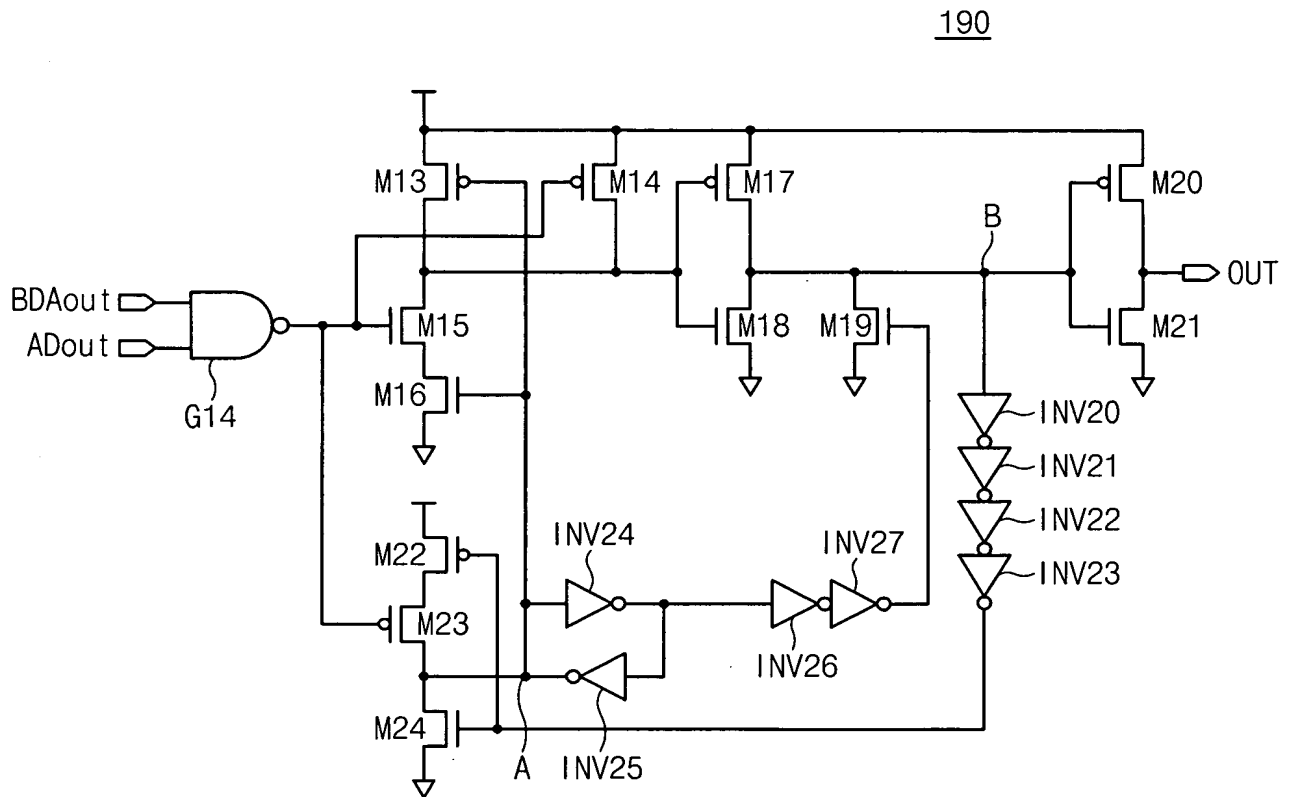 190
M13
M14
M17
M20
B
BDAout
ADout
G14
M15
M18
M19
M21
OUT
M16
INV20
INV21
INV22
INV23
M22
INV24
INV27
M23
INV26
M24
A
INV25